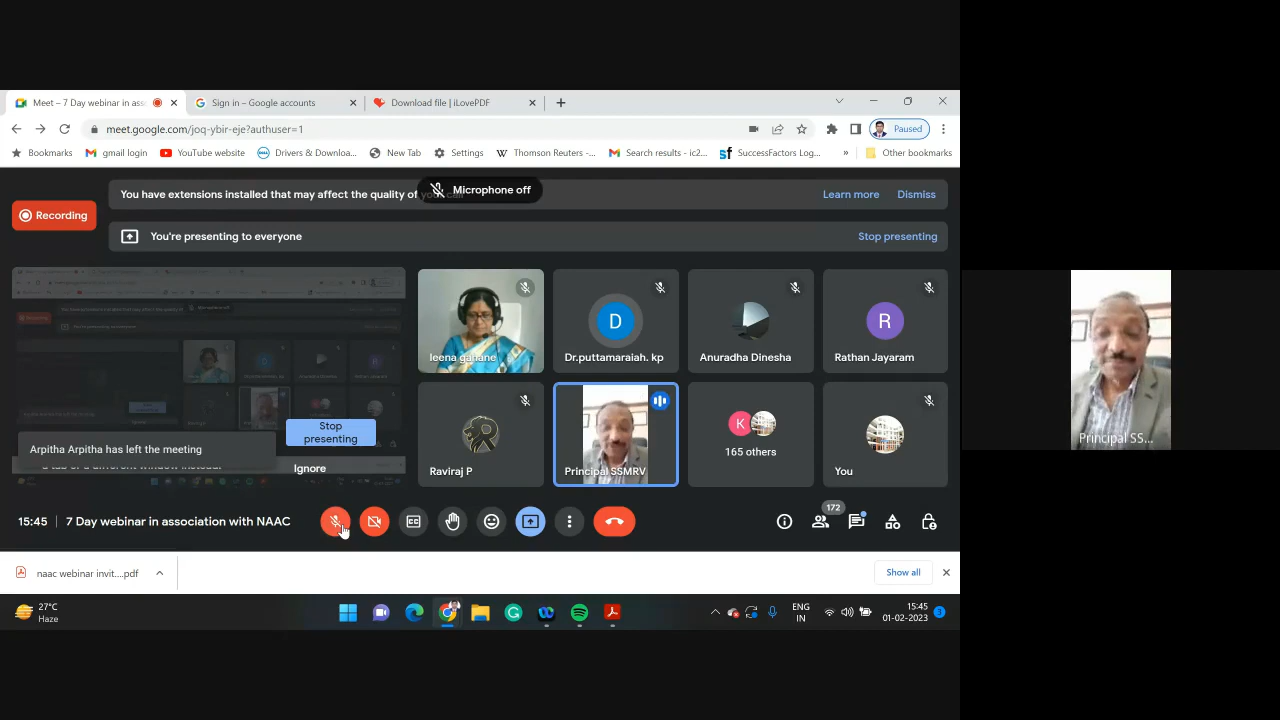 Meet – 7 Day webinar in ass
Sign in – Google accounts
Download file | iLovePDF
meet.google.com/joq-ybir-eje?authuser=1
Paused
Bookmarks
gmail login
YouTube website
Drivers & Downloa...
New Tab
Settings
Thomson Reuters -...
Search results - ic2...
SuccessFactors Log...
»
Other bookmarks
You have extensions installed that may affect the quality of
Microphone off
Learn more
Dismiss
Recording
You're presenting to everyone
Stop presenting
leena gahane
D
Dr.puttamaraiah. kp
Anuradha Dinesha
R
Rathan Jayaram
Stop presenting
Arpitha Arpitha has left the meeting
Ignore
Raviraj P
Principal SSMRV
K
165 others
You
Principal SS...
15:45 | 7 Day webinar in association with NAAC
172
naac webinar invit....pdf
Show all
27°C
Haze
ENG
IN
15:45
01-02-2023
3